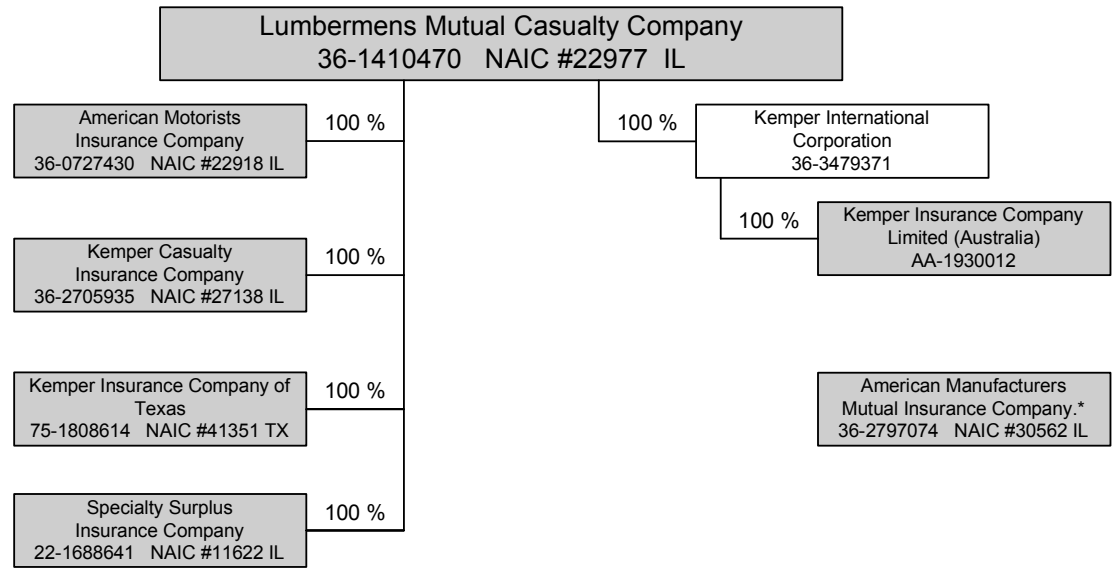 Lumbermens Mutual Casualty Company
36-1410470 NAIC #22977 IL
American Motorists
Insurance Company
36-0727430 NAIC #22918 IL
100 %
Kemper Casualty
Insurance Company
36-2705935 NAIC #27138 IL
100 %
Kemper Insurance Company of
Texas
75-1808614 NAIC #41351 TX
100 %
Specialty Surplus
Insurance Company
22-1688641 NAIC #11622 IL
100 %
100 %
Kemper International
Corporation
36-3479371
100 %
Kemper Insurance Company
Limited (Australia)
AA-1930012
American Manufacturers
Mutual Insurance Company.*
36-2797074 NAIC #30562 IL